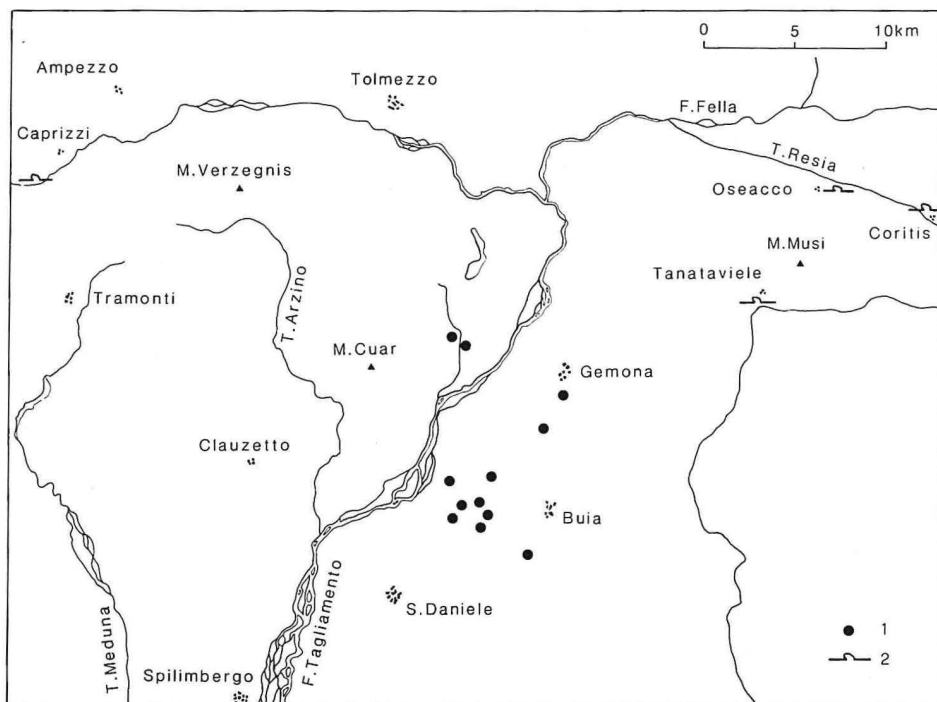 0 5 10km
Ampezzo
Tolmezzo
F.Fella
Caprizzi
T.Resia
M.Verzegnis
Oseacco
Coritis
M.Musi
Tanataviele
Tramonti
T.Arzino
M.Cuar
Gemona
Clauzetto
Buia
S.Daniele
F.Tagliamento
T.Meduna
Spilimbergo
1
2